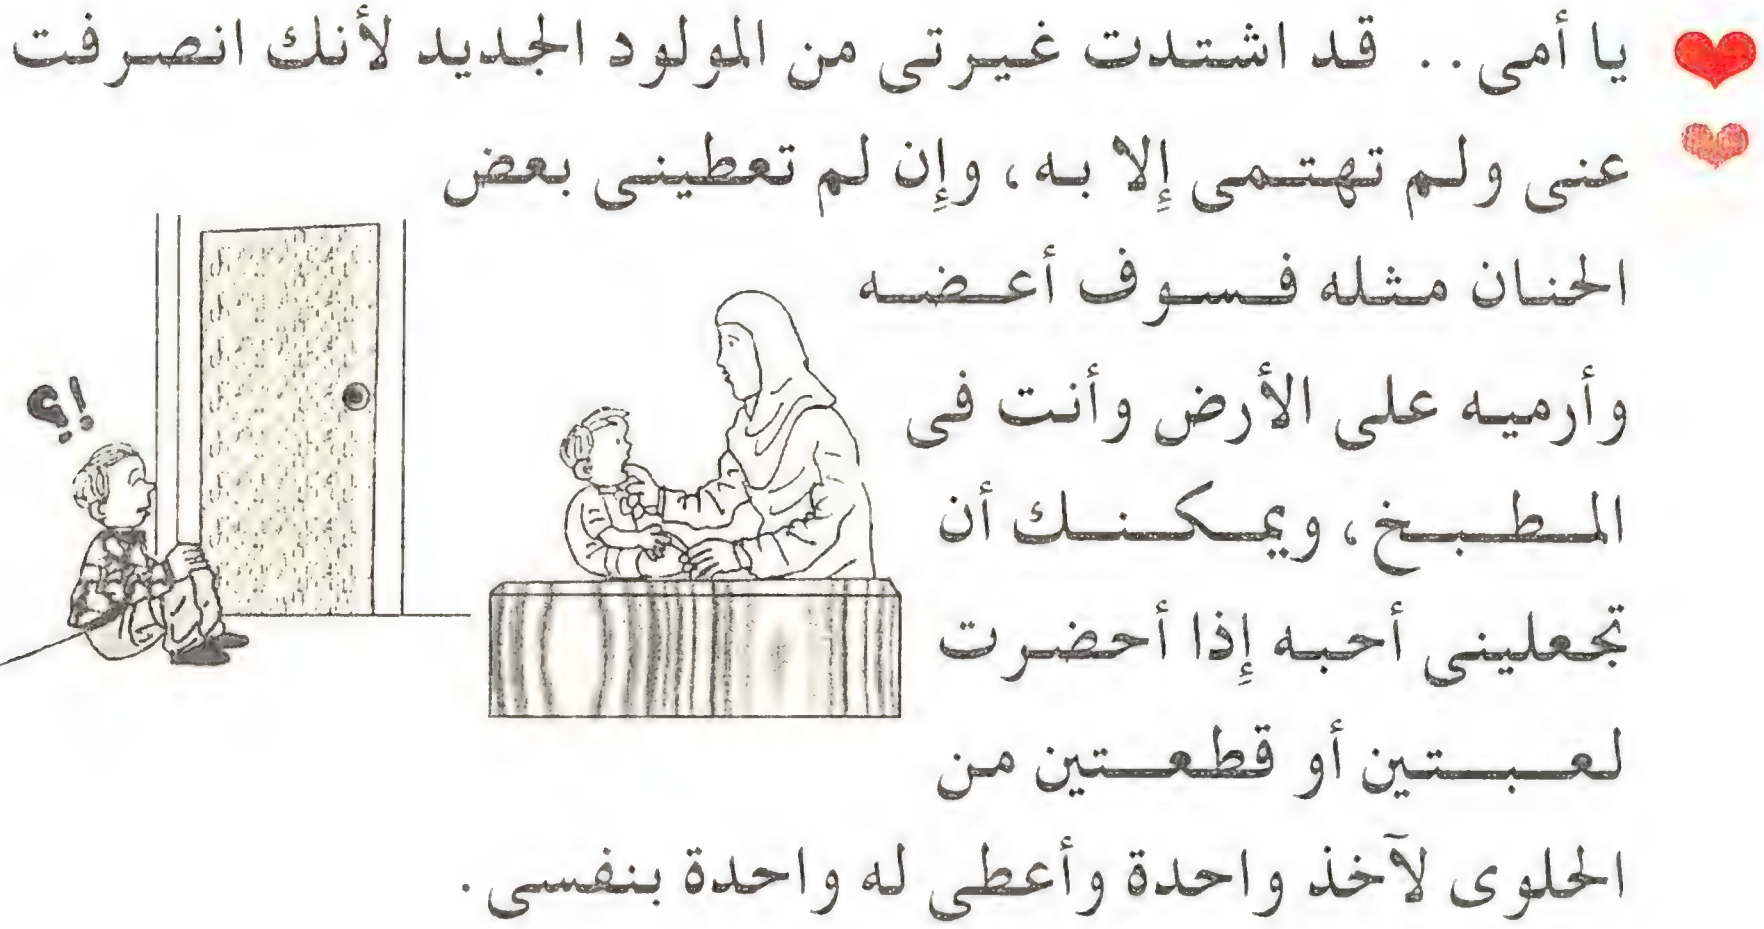 يا أمى.. قد اشتدت غيرتى من المولود الجديد لأنك انصرفت
عنى ولم تهتمى إلا به، وإن لم تعطينى بعض
الحنان مثله فسوف أعضه
وأرميه على الأرض وأنت فى
المطبخ، ويمكنك أن
تجعلينى أحبه إذا أحضرت
لعبتين أو قطعتين من
الحلوى لآخذ واحدة وأعطى له واحدة بنفسى.
؟!